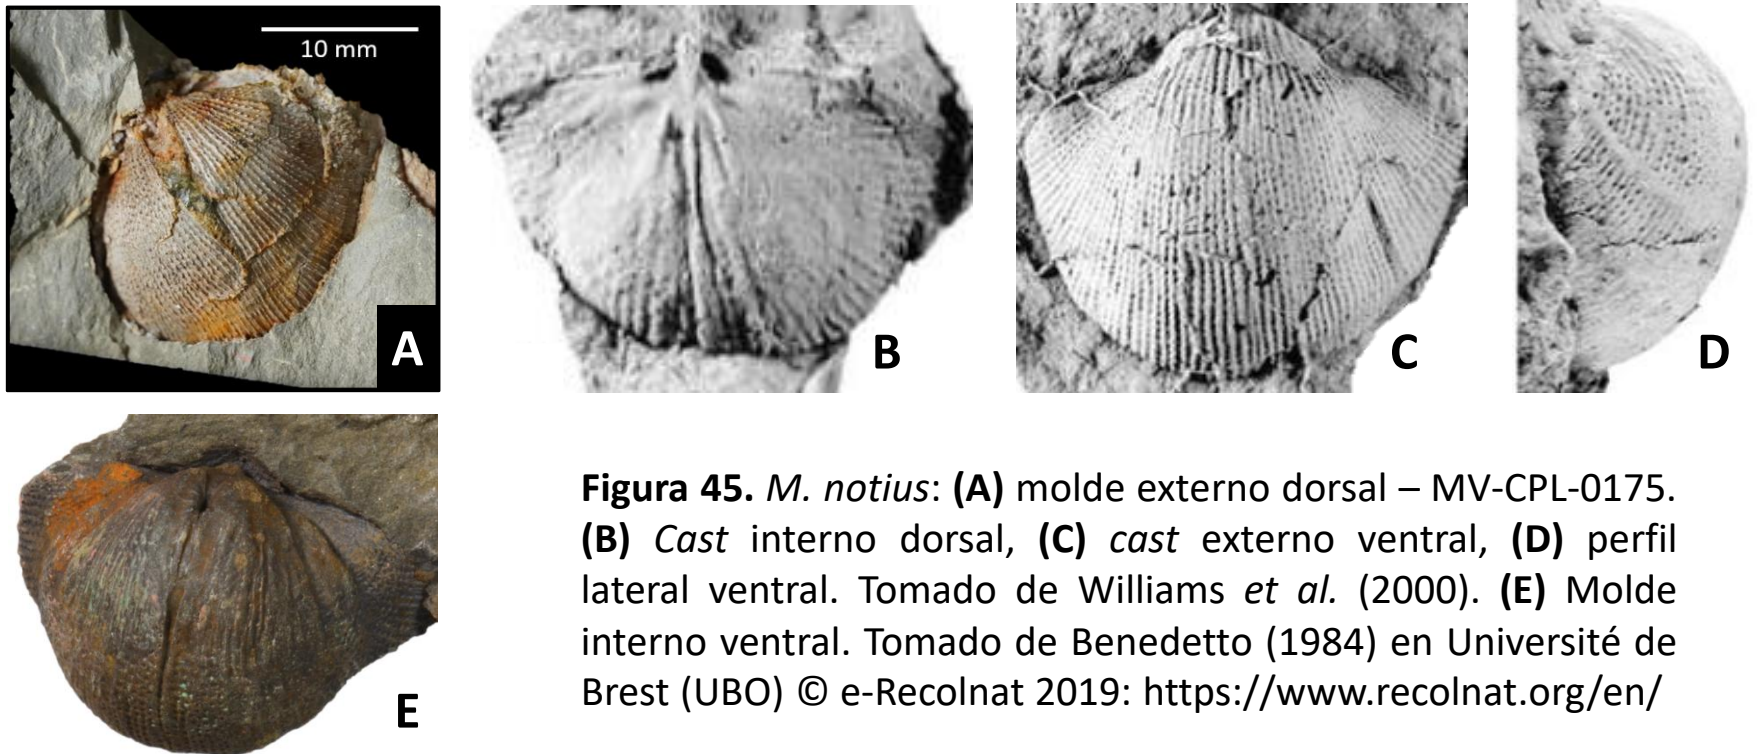 10 mm
A
B
C
D
E
Figura 45. M. notius: (A) molde externo dorsal – MV-CPL-0175.
(B) Cast interno dorsal, (C) cast externo ventral, (D) perfil
lateral ventral. Tomado de Williams et al. (2000). (E) Molde
interno ventral. Tomado de Benedetto (1984) en Université de
Brest (UBO) © e-Recolnat 2019: https://www.recolnat.org/en/